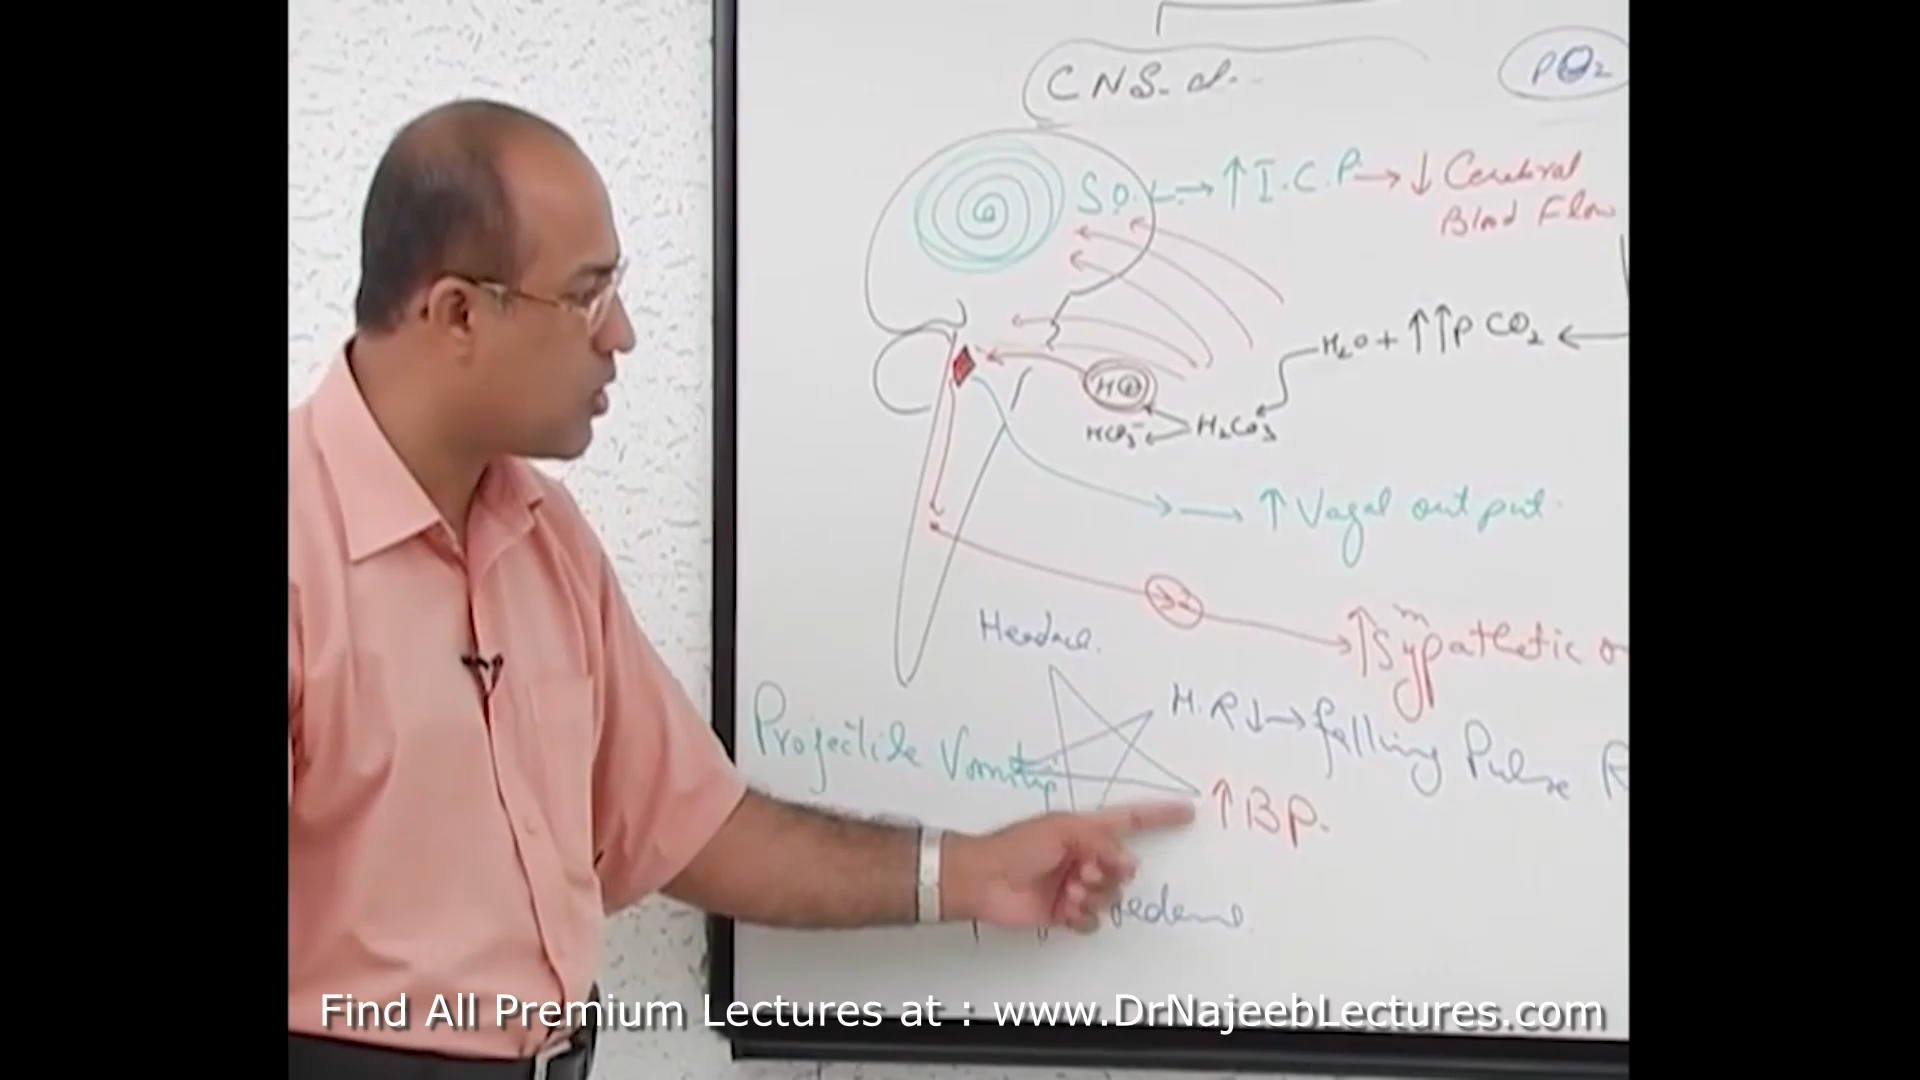 CNS.
PO2
S.O.L → ↑ I.C.P → ↓ Cerebral
Blood Flow
H2O + ↑↑P CO2 ←
H⊕
HCO3- H2CO3
→ ↑ Vagal output
↑ Sympathetic
Headac.
H.R↓ → falling Pulse R
Projectile Vomiting
↑ BP.
oedema
Find All Premium Lectures at : www.DrNajeebLectures.com